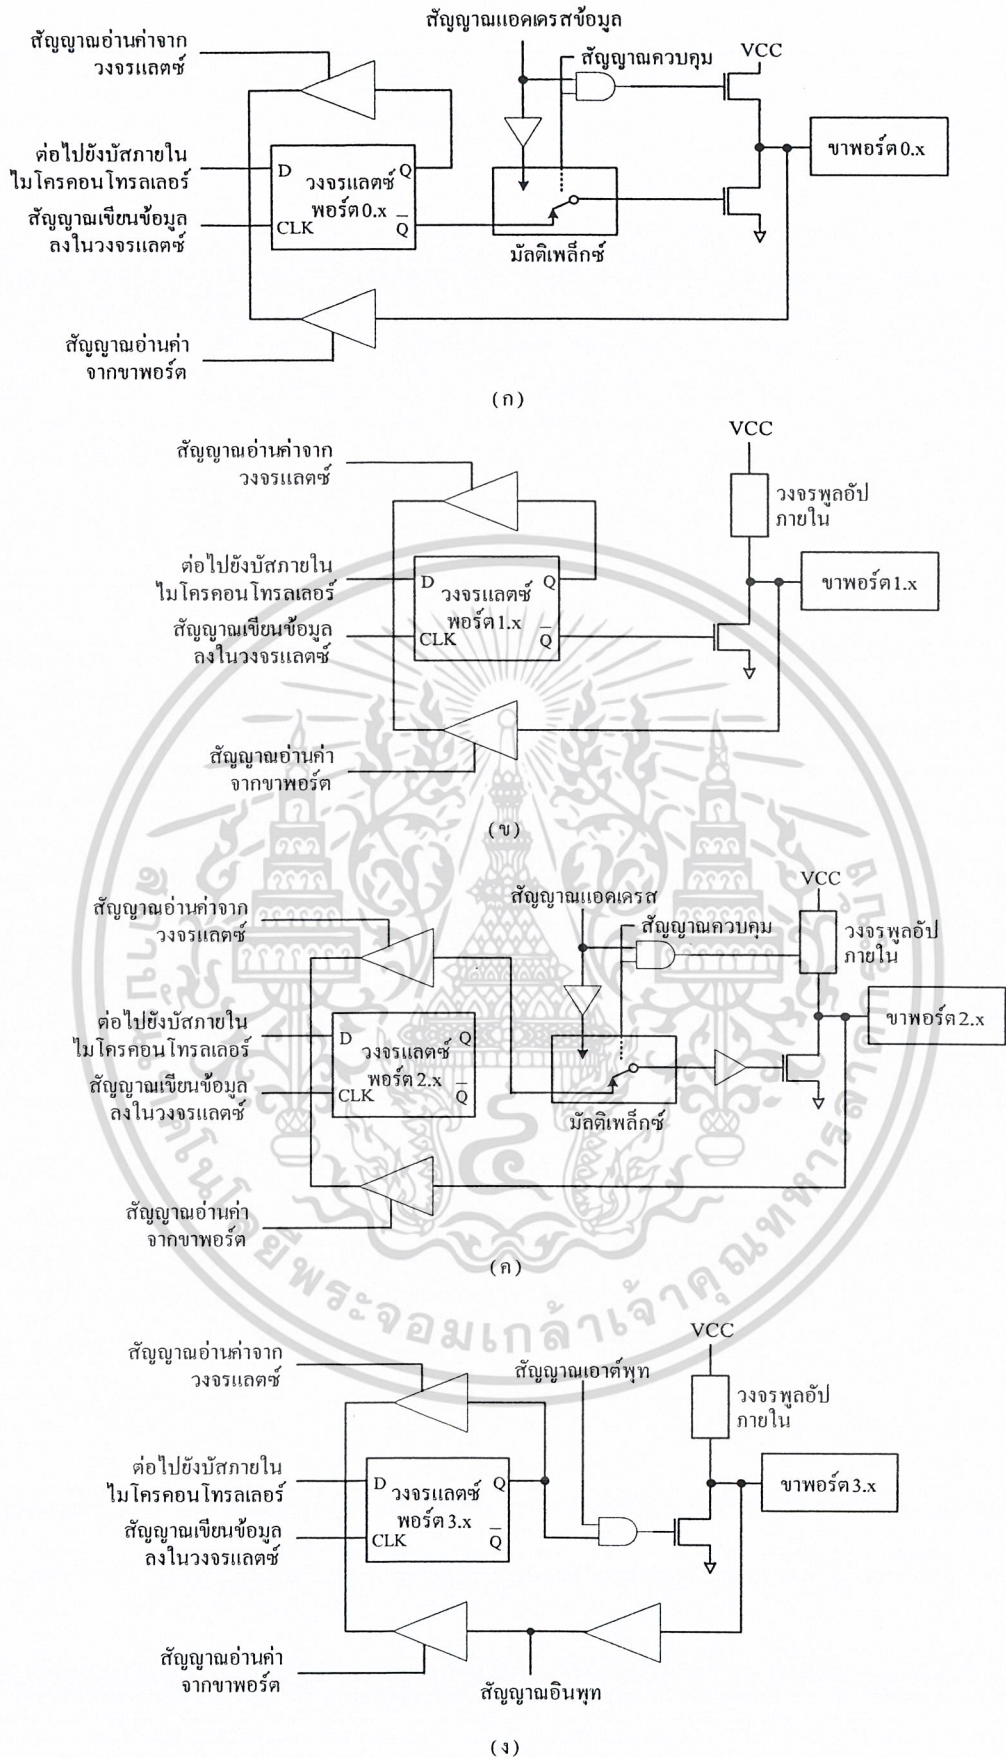 สัญญาณแอดเดรสข้อมูล
สัญญาณอ่านค่าจาก
วงจรแลตซ์
สัญญาณควบคุม
VCC
ต่อไปยังบัสภายใน
ไมโครคอนโทรลเลอร์
D
Q
วงจรแลตซ์
พอร์ต0.x
ขาพอร์ต0.x
สัญญาณเขียนข้อมูล
ลงในวงจรแลตซ์
CLK
Q
มัลติเพล็กซ์
สัญญาณอ่านค่า
จากขาพอร์ต
(ก)
VCC
สัญญาณอ่านค่าจาก
วงจรแลตซ์
วงจรพูลอัป
ภายใน
ต่อไปยังบัสภายใน
ไมโครคอนโทรลเลอร์
D
Q
วงจรแลตซ์
พอร์ต1.x
ขาพอร์ต1.x
สัญญาณเขียนข้อมูล
ลงในวงจรแลตซ์
CLK
Q
สัญญาณอ่านค่า
จากขาพอร์ต
(ข)
VCC
สัญญาณแอดเดรส
สัญญาณอ่านค่าจาก
วงจรแลตซ์
สัญญาณควบคุม
วงจรพูลอัป
ภายใน
ต่อไปยังบัสภายใน
ไมโครคอนโทรลเลอร์
D
Q
วงจรแลตซ์
พอร์ต2.x
ขาพอร์ต2.x
สัญญาณเขียนข้อมูล
ลงในวงจรแลตซ์
CLK
Q
มัลติเพล็กซ์
สัญญาณอ่านค่า
จากขาพอร์ต
(ค)
VCC
สัญญาณอ่านค่าจาก
วงจรแลตซ์
สัญญาณเอาต์พุท
วงจรพูลอัป
ภายใน
ต่อไปยังบัสภายใน
ไมโครคอนโทรลเลอร์
D
Q
วงจรแลตซ์
พอร์ต3.x
ขาพอร์ต3.x
สัญญาณเขียนข้อมูล
ลงในวงจรแลตซ์
CLK
Q
สัญญาณอ่านค่า
จากขาพอร์ต
สัญญาณอินพุท
(ง)